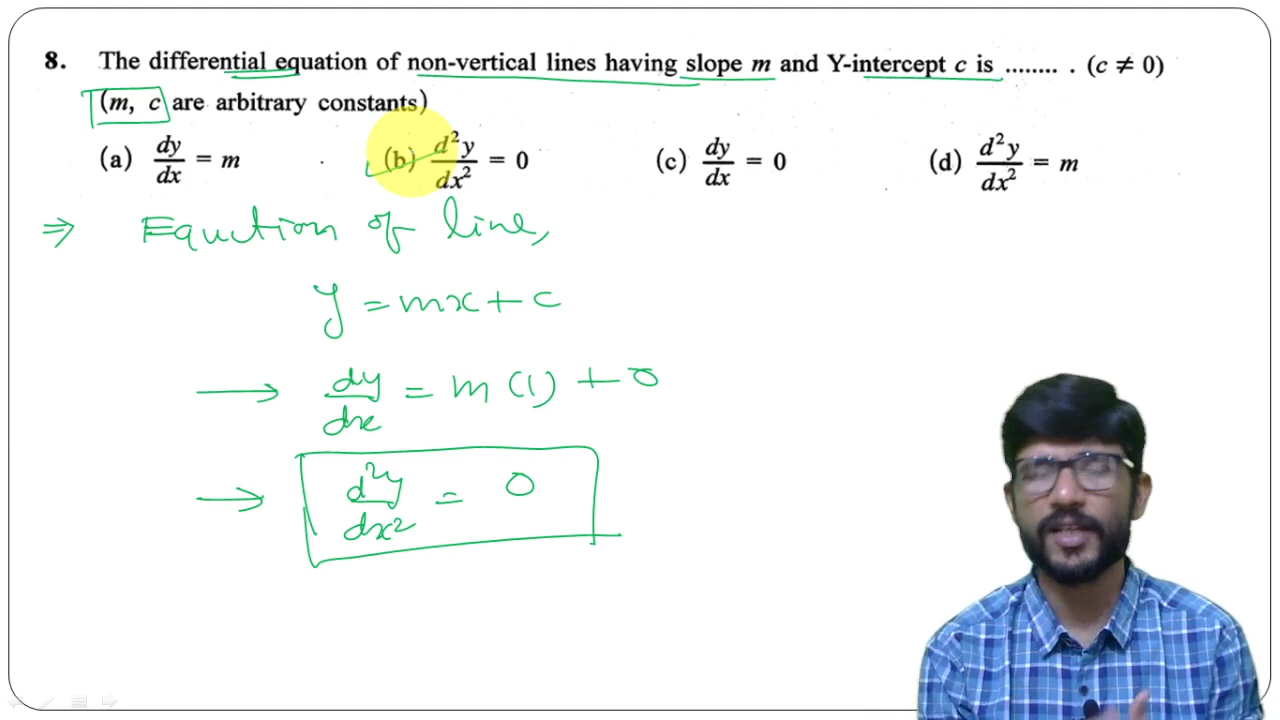 8. The differential equation of non-vertical lines having slope m and Y-intercept c is ........ . (c ≠ 0)
(m, c are arbitrary constants)
(a) dy/dx = m (b) d²y/dx² = 0 (c) dy/dx = 0 (d) d²y/dx² = m
⇒ Equction of line,
y = mx + c
→ dy/dx = m (1) + 0
→ d²y/dx² = 0